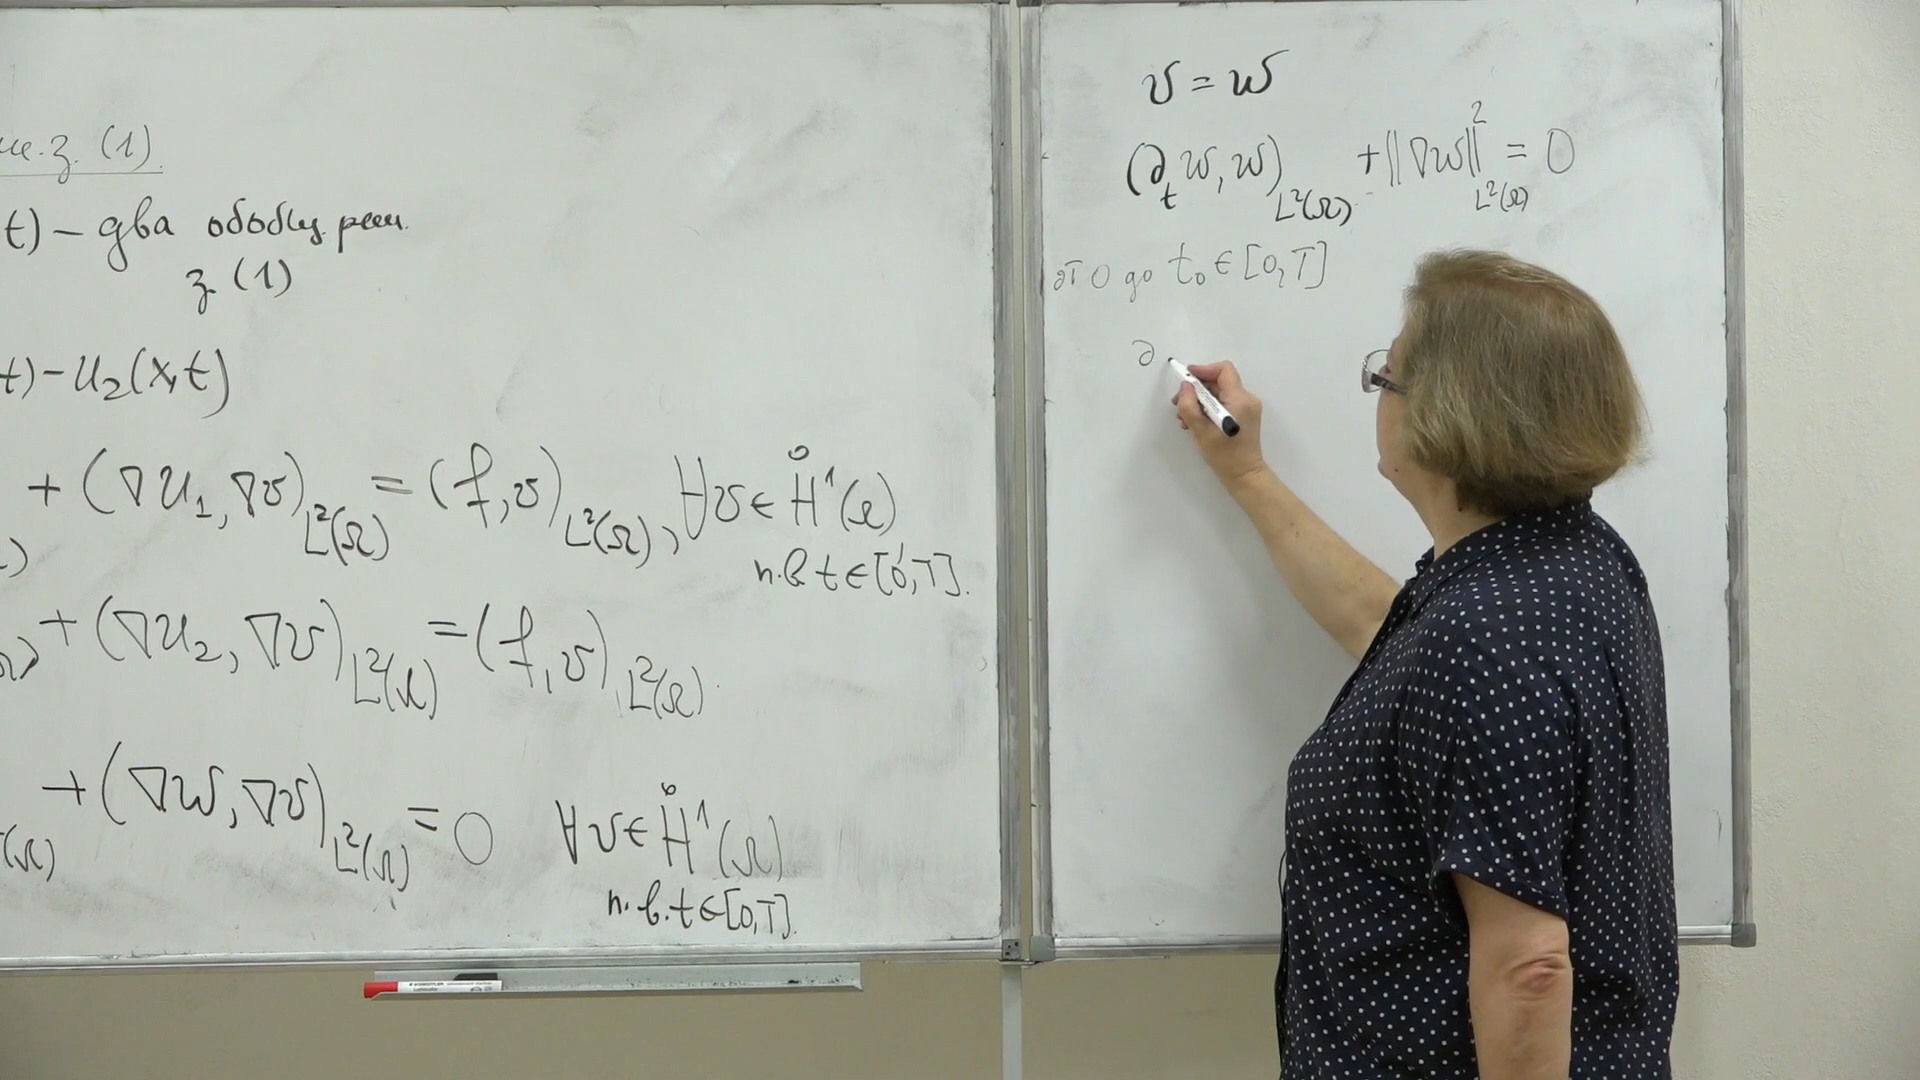 ие.з. (1).
t) – два обобщ. реш.
з. (1)
t) – u₂(x,t)
+ (∇u₁, ∇v)_{L²(Ω)} = (f, v)_{L²(Ω)}, ∀v ∈ H̊¹(Ω)
п.в. t ∈ [0,T].
+ (∇u₂, ∇v)_{L²(Ω)} = (f, v)_{L²(Ω)}.
+ (∇w, ∇v)_{L²(Ω)} = 0 ∀v ∈ H̊¹(Ω)
(Ω)
п.в. t ∈ [0,T].
v = w
(∂_t w, w)_{L²(Ω)} + ‖∇w‖²_{L²(Ω)} = 0
от 0 до t₀ ∈ [0,T]
∂